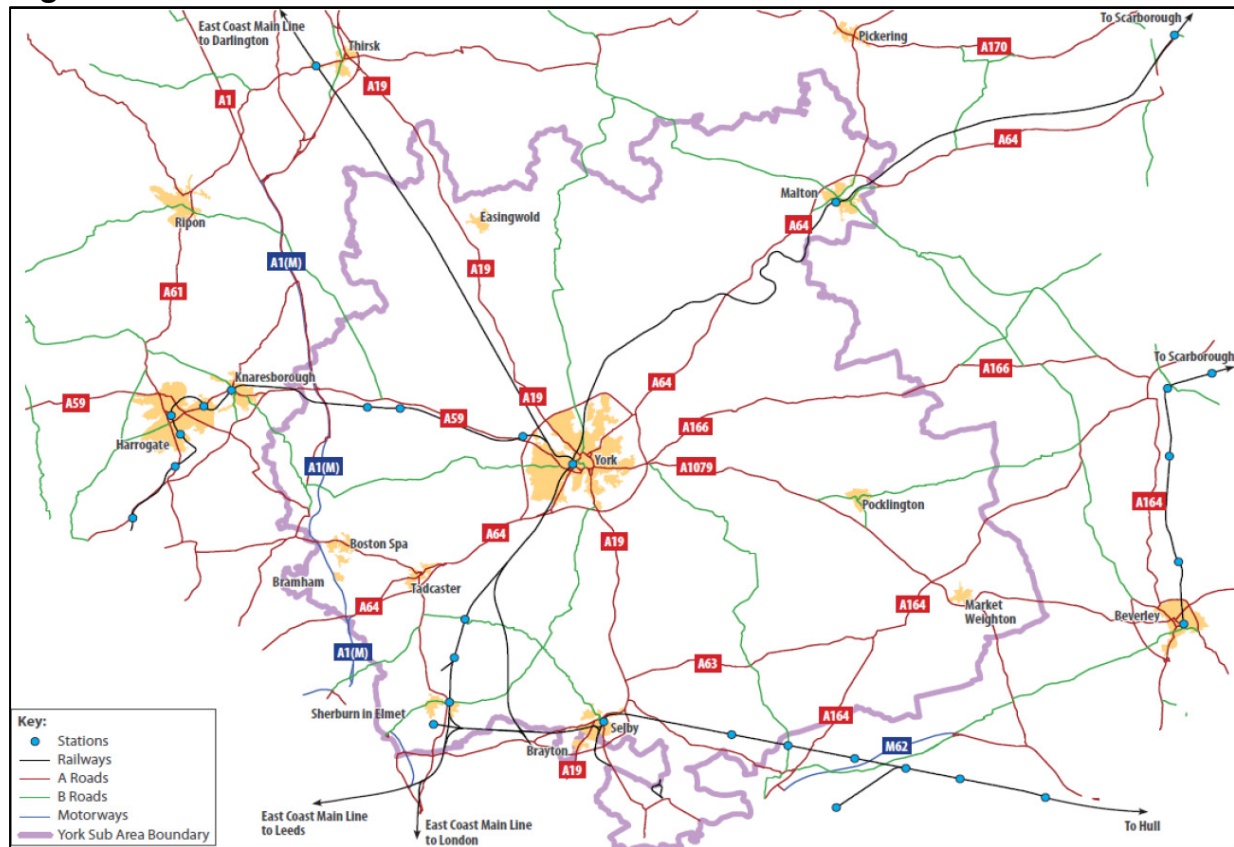 East Coast Main Line
to Darlington
Thirsk
A19
A1
Pickering
A170
To Scarborough
A64
Malton
A64
Ripon
Easingwold
A19
A1(M)
A61
Knaresborough
A59
Harrogate
A59
A19
A64
A166
To Scarborough
A166
York
A1079
A1(M)
Pocklington
A164
A64
A19
Boston Spa
Bramham
Tadcaster
A64
A164
Market
Weighton
Beverley
A1(M)
A63
Sherburn in Elmet
Selby
A164
Brayton
A19
M62
East Coast Main Line
to Leeds
East Coast Main Line
to London
To Hull
Key:
Stations
Railways
A Roads
B Roads
Motorways
York Sub Area Boundary